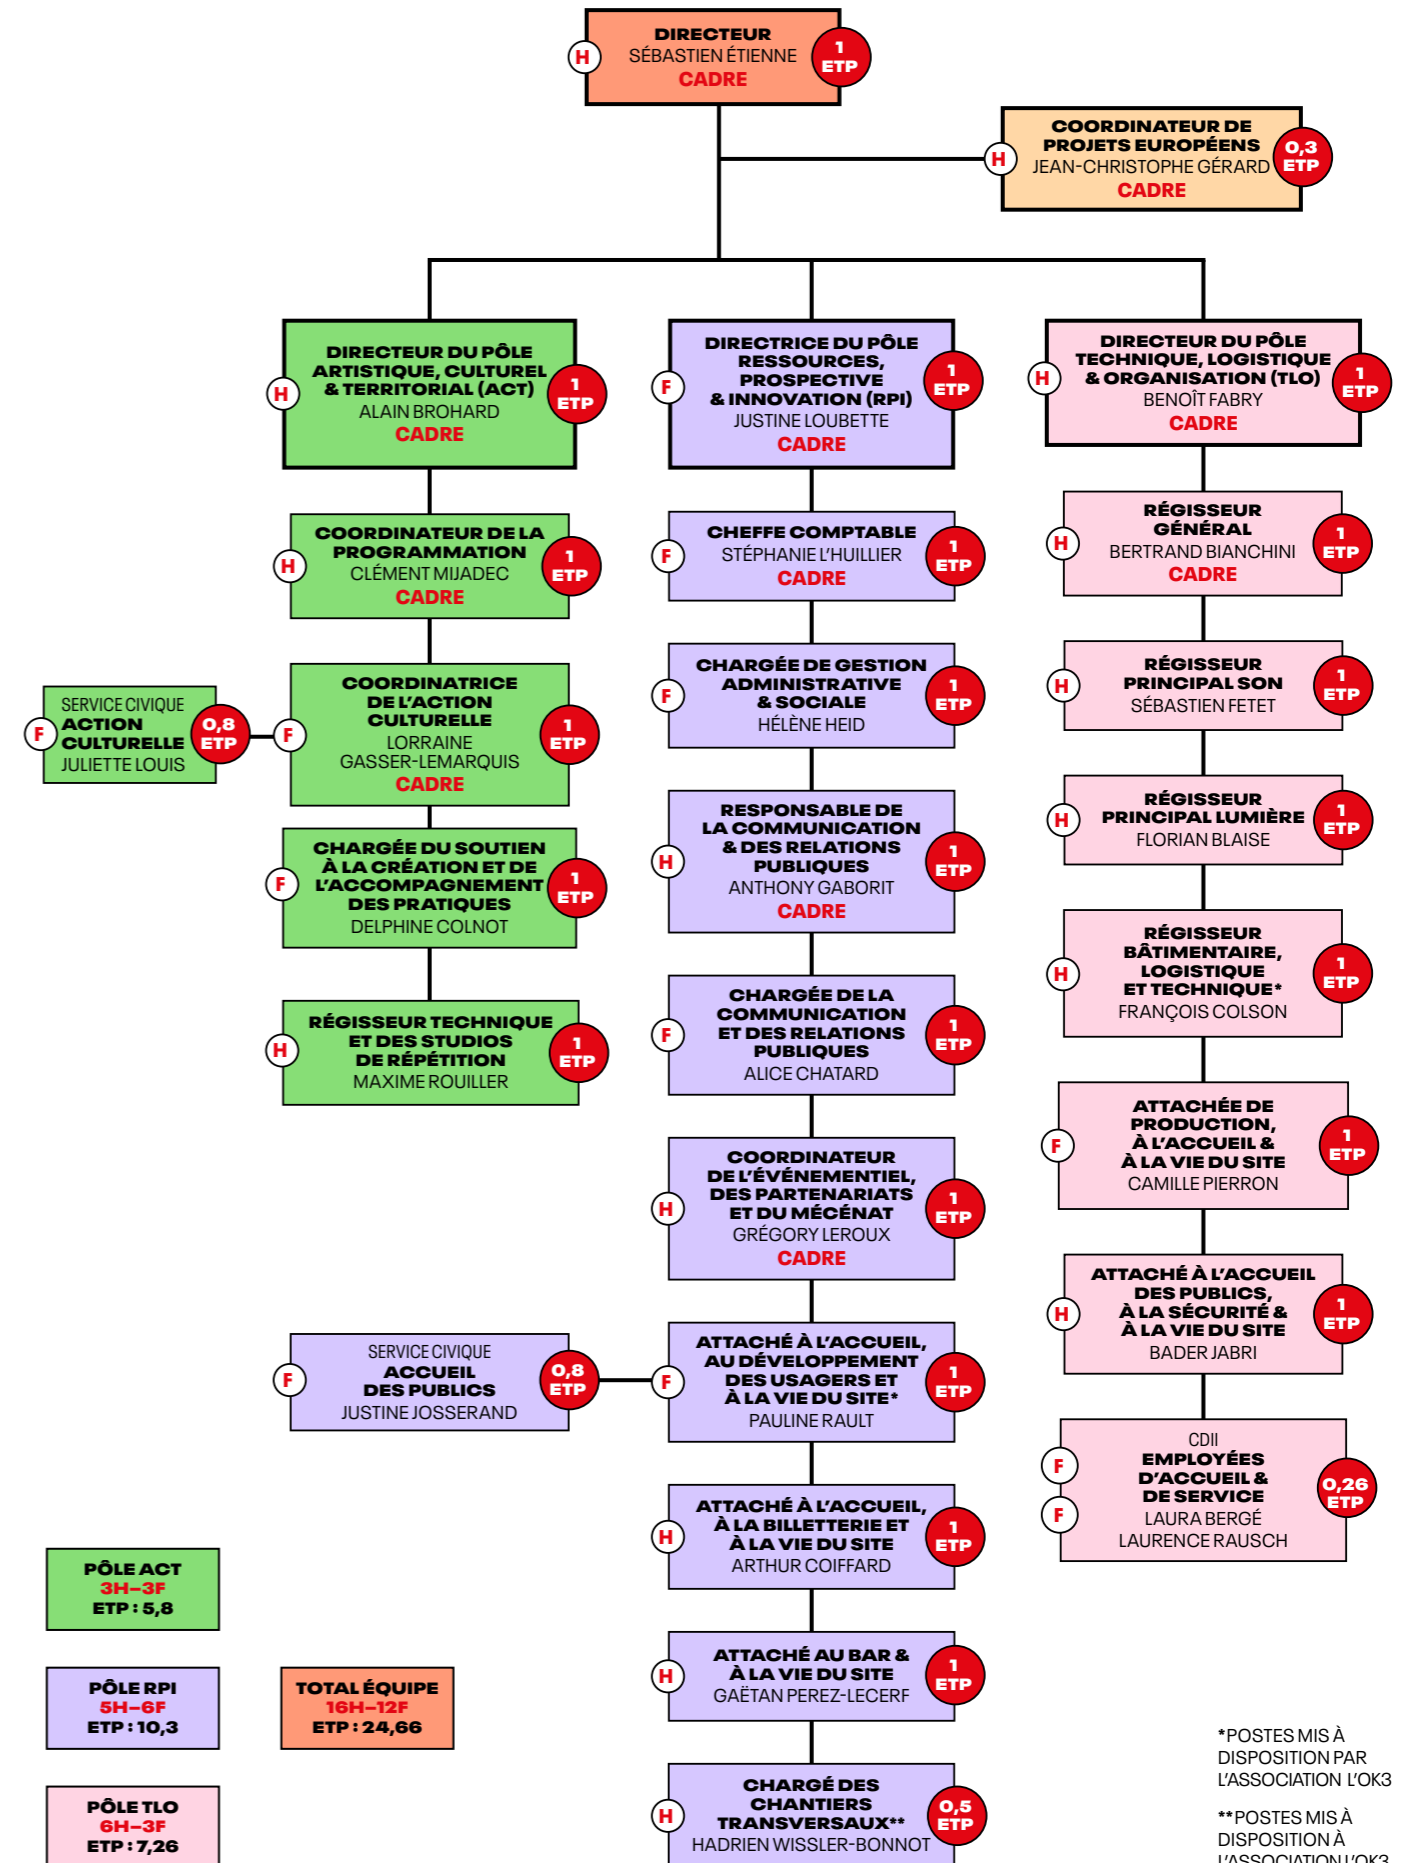 DIRECTEUR
SÉBASTIEN ÉTIENNE
CADRE
H
1
ETP
COORDINATEUR DE
PROJETS EUROPÉENS
JEAN-CHRISTOPHE GÉRARD
CADRE
H
0,3
ETP
DIRECTEUR DU PÔLE
ARTISTIQUE, CULTUREL
& TERRITORIAL (ACT)
ALAIN BROHARD
CADRE
H
1
ETP
COORDINATEUR DE LA
PROGRAMMATION
CLÉMENT MIJADEC
CADRE
H
1
ETP
COORDINATRICE
DE L'ACTION
CULTURELLE
LORRAINE
GASSER-LEMARQUIS
CADRE
F
1
ETP
SERVICE CIVIQUE
ACTION
CULTURELLE
JULIETTE LOUIS
F
0,8
ETP
CHARGÉE DU SOUTIEN
À LA CRÉATION ET DE
L'ACCOMPAGNEMENT
DES PRATIQUES
DELPHINE COLNOT
F
1
ETP
RÉGISSEUR TECHNIQUE
ET DES STUDIOS
DE RÉPÉTITION
MAXIME ROUILLER
H
1
ETP
DIRECTRICE DU PÔLE
RESSOURCES,
PROSPECTIVE
& INNOVATION (RPI)
JUSTINE LOUBETTE
CADRE
F
1
ETP
CHEFFE COMPTABLE
STÉPHANIE L'HUILLIER
CADRE
F
1
ETP
CHARGÉE DE GESTION
ADMINISTRATIVE
& SOCIALE
HÉLÈNE HEID
F
1
ETP
RESPONSABLE DE
LA COMMUNICATION
& DES RELATIONS
PUBLIQUES
ANTHONY GABORIT
CADRE
H
1
ETP
CHARGÉE DE LA
COMMUNICATION
ET DES RELATIONS
PUBLIQUES
ALICE CHATARD
F
1
ETP
COORDINATEUR
DE L'ÉVÉNEMENTIEL,
DES PARTENARIATS
ET DU MÉCÉNAT
GRÉGORY LEROUX
CADRE
H
1
ETP
ATTACHÉ À L'ACCUEIL,
AU DÉVELOPPEMENT
DES USAGERS ET
À LA VIE DU SITE*
PAULINE RAULT
F
1
ETP
SERVICE CIVIQUE
ACCUEIL
DES PUBLICS
JUSTINE JOSSERAND
F
0,8
ETP
ATTACHÉ À L'ACCUEIL,
À LA BILLETTERIE ET
À LA VIE DU SITE
ARTHUR COIFFARD
H
1
ETP
ATTACHÉ AU BAR &
À LA VIE DU SITE
GAËTAN PEREZ-LECERF
H
1
ETP
CHARGÉ DES
CHANTIERS
TRANSVERSAUX**
HADRIEN WISSLER-BONNOT
H
0,5
ETP
DIRECTEUR DU PÔLE
TECHNIQUE, LOGISTIQUE
& ORGANISATION (TLO)
BENOÎT FABRY
CADRE
H
1
ETP
RÉGISSEUR
GÉNÉRAL
BERTRAND BIANCHINI
CADRE
H
1
ETP
RÉGISSEUR
PRINCIPAL SON
SÉBASTIEN FETET
H
1
ETP
RÉGISSEUR
PRINCIPAL LUMIÈRE
FLORIAN BLAISE
H
1
ETP
RÉGISSEUR
BÂTIMENTAIRE,
LOGISTIQUE
ET TECHNIQUE*
FRANÇOIS COLSON
H
1
ETP
ATTACHÉE DE
PRODUCTION,
À L'ACCUEIL &
À LA VIE DU SITE
CAMILLE PIERRON
F
1
ETP
ATTACHÉ À L'ACCUEIL
DES PUBLICS,
À LA SÉCURITÉ &
À LA VIE DU SITE
BADER JABRI
H
1
ETP
CDII
EMPLOYÉES
D'ACCUEIL &
DE SERVICE
LAURA BERGÉ
LAURENCE RAUSCH
F
F
0,26
ETP
PÔLE ACT
3H–3F
ETP : 5,8
PÔLE RPI
5H–6F
ETP : 10,3
PÔLE TLO
6H–3F
ETP : 7,26
TOTAL ÉQUIPE
16H–12F
ETP : 24,66
*POSTES MIS À
DISPOSITION PAR
L'ASSOCIATION L'OK3
**POSTES MIS À
DISPOSITION À
L'ASSOCIATION L'OK3